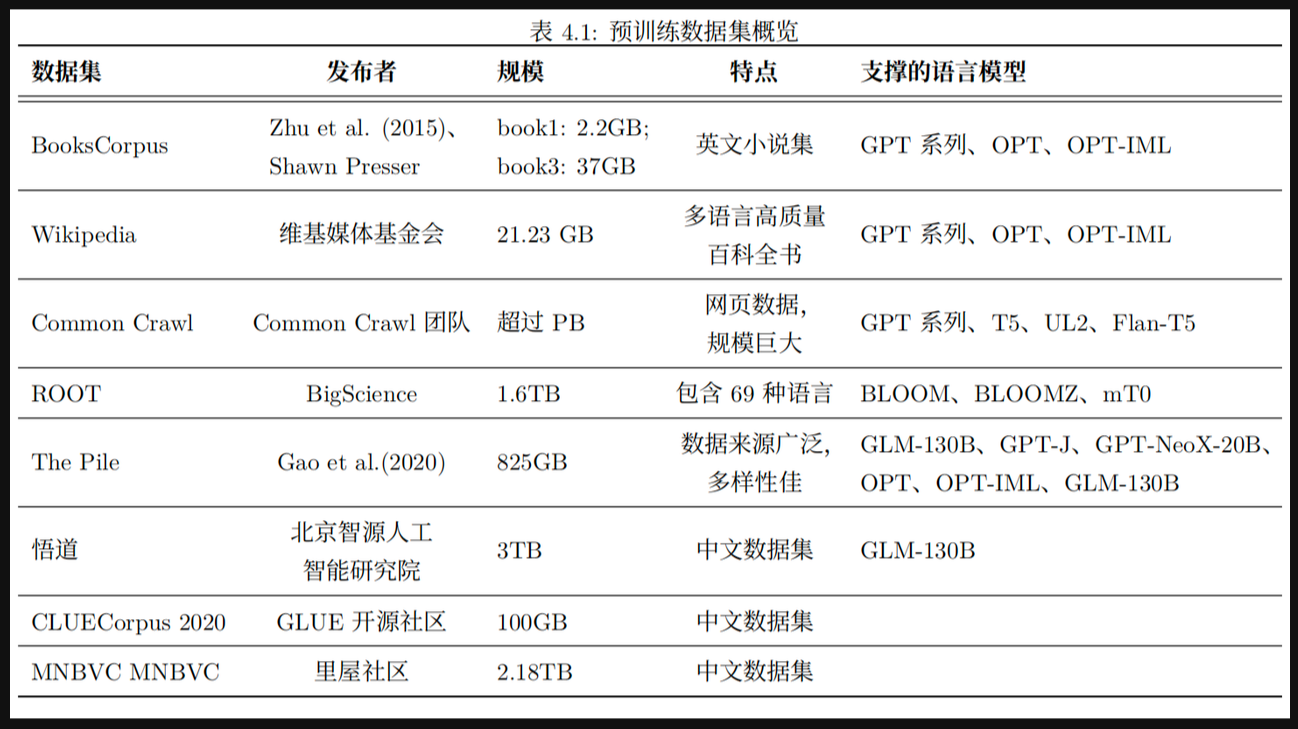 表 4.1: 预训练数据集概览
数据集 发布者 规模 特点 支撑的语言模型
BooksCorpus
Zhu et al. (2015)、
Shawn Presser
book1: 2.2GB;
book3: 37GB
英文小说集
GPT 系列、OPT、OPT-IML
Wikipedia
维基媒体基金会
21.23 GB
多语言高质量
百科全书
GPT 系列、OPT、OPT-IML
Common Crawl
Common Crawl 团队
超过 PB
网页数据,
规模巨大
GPT 系列、T5、UL2、Flan-T5
ROOT
BigScience
1.6TB
包含 69 种语言
BLOOM、BLOOMZ、mT0
The Pile
Gao et al.(2020)
825GB
数据来源广泛,
多样性佳
GLM-130B、GPT-J、GPT-NeoX-20B、
OPT、OPT-IML、GLM-130B
悟道
北京智源人工
智能研究院
3TB
中文数据集
GLM-130B
CLUECorpus 2020
GLUE 开源社区
100GB
中文数据集
MNBVC MNBVC
里屋社区
2.18TB
中文数据集